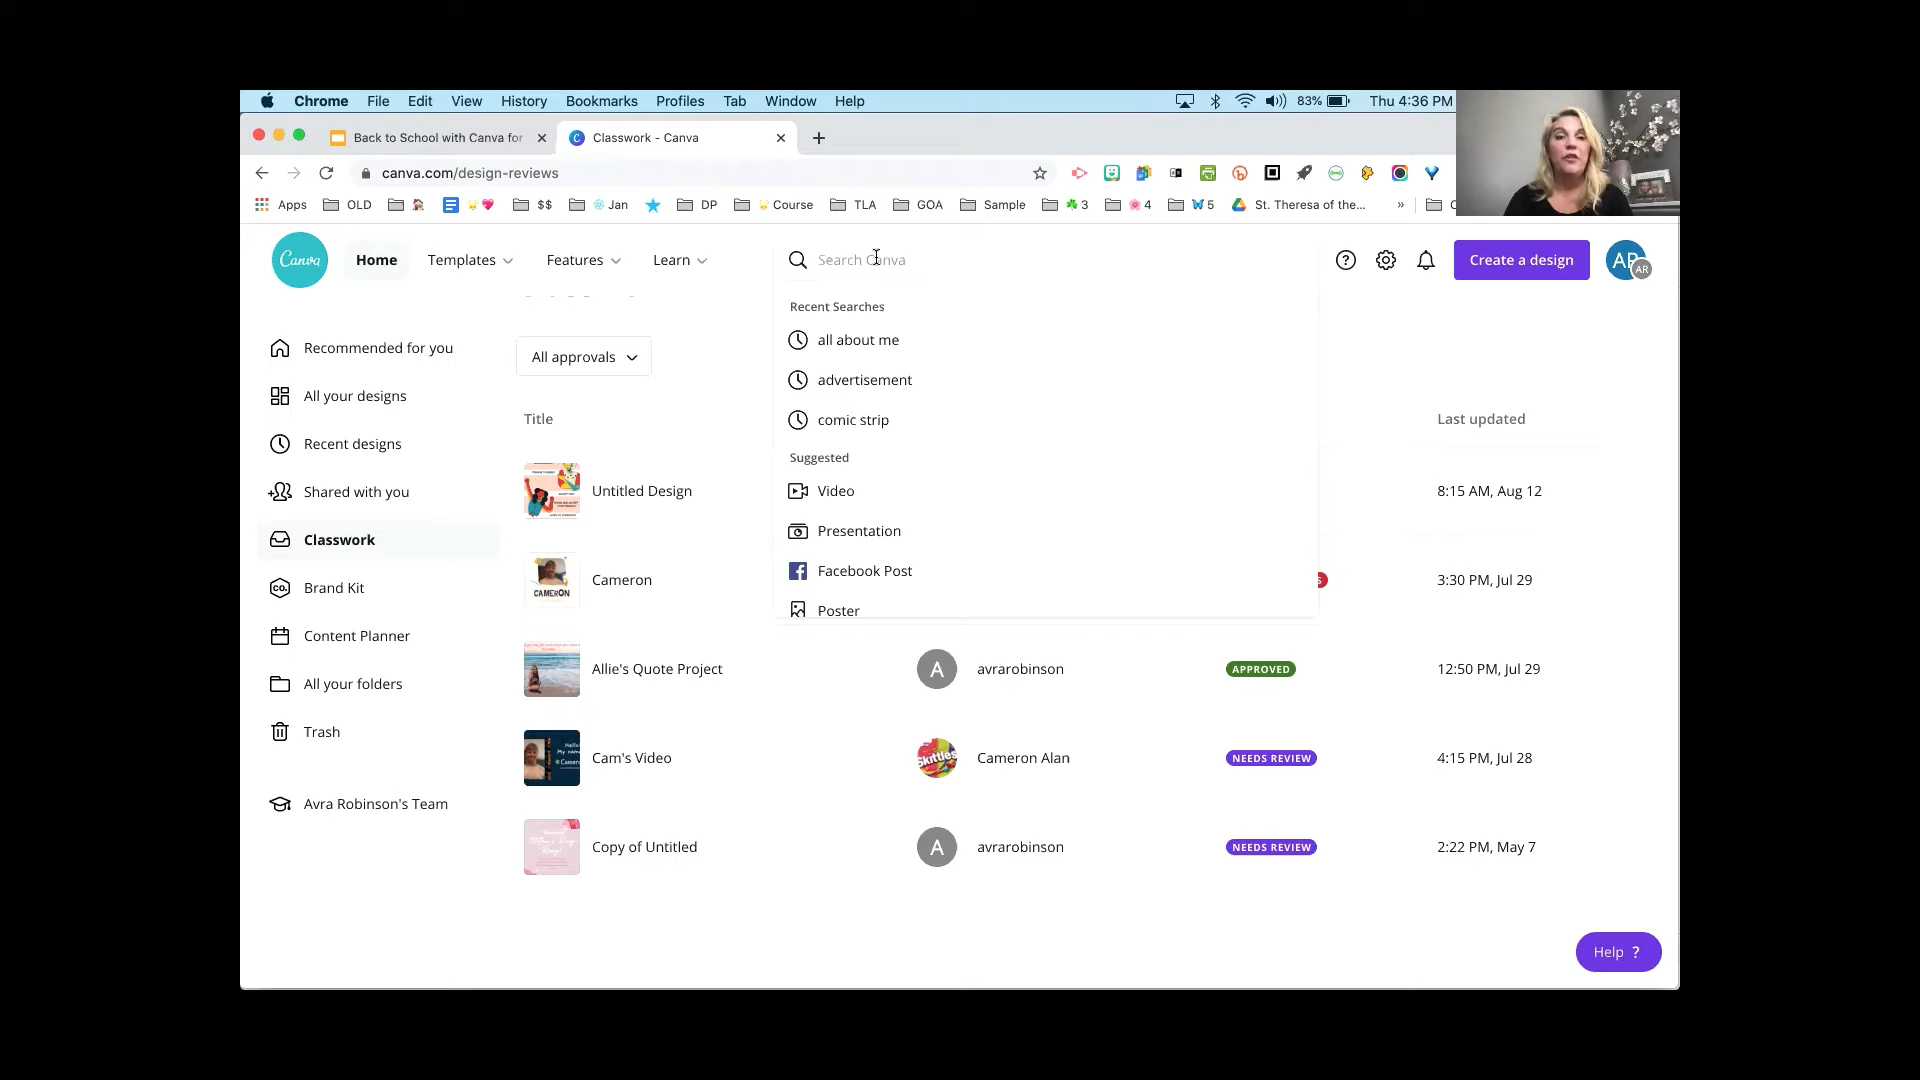 Chrome File Edit View History Bookmarks Profiles Tab Window Help 83% Thu 4:36 PM
Back to School with Canva for
Classwork - Canva
canva.com/design-reviews
Apps OLD $$ Jan DP Course TLA GOA Sample 3 4 5 St. Theresa of the... »
Canva Home Templates Features Learn Search Canva Create a design AR
Recent Searches
all about me
advertisement
comic strip
Suggested
Video
Presentation
Facebook Post
Poster
Recommended for you
All your designs
Recent designs
Shared with you
Classwork
Brand Kit
Content Planner
All your folders
Trash
Avra Robinson's Team
All approvals
Title Last updated
Untitled Design 8:15 AM, Aug 12
CAMERON
Cameron 3:30 PM, Jul 29
Allie's Quote Project A avrarobinson APPROVED 12:50 PM, Jul 29
Cam's Video Skittles Cameron Alan NEEDS REVIEW 4:15 PM, Jul 28
Copy of Untitled A avrarobinson NEEDS REVIEW 2:22 PM, May 7
Help ?